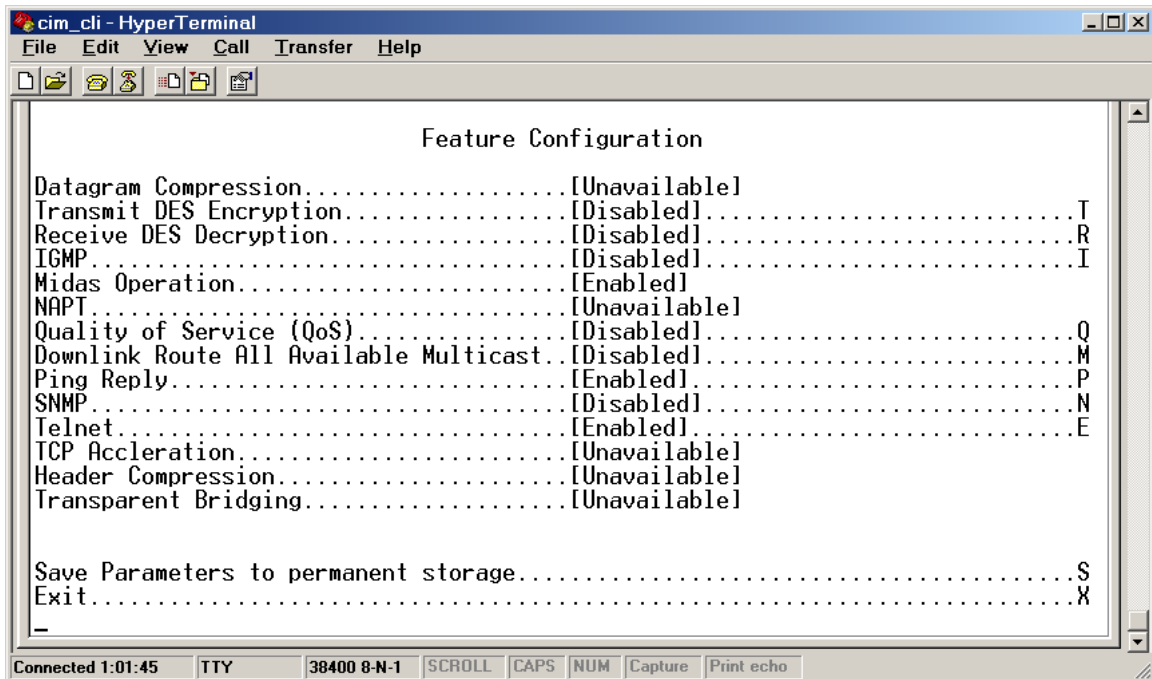 cim_cli - HyperTerminal
File Edit View Call Transfer Help
Feature Configuration
Datagram Compression....................[Unavailable]
Transmit DES Encryption.................[Disabled]............................T
Receive DES Decryption..................[Disabled]............................R
IGMP....................................[Disabled]............................I
Midas Operation.........................[Enabled]
NAPT....................................[Unavailable]
Quality of Service (QoS)................[Disabled]............................Q
Downlink Route All Available Multicast..[Disabled]............................M
Ping Reply..............................[Enabled].............................P
SNMP....................................[Disabled]............................N
Telnet..................................[Enabled].............................E
TCP Accleration.........................[Unavailable]
Header Compression......................[Unavailable]
Transparent Bridging....................[Unavailable]
Save Parameters to permanent storage..........................................S
Exit..........................................................................X
Connected 1:01:45 TTY 38400 8-N-1 SCROLL CAPS NUM Capture Print echo